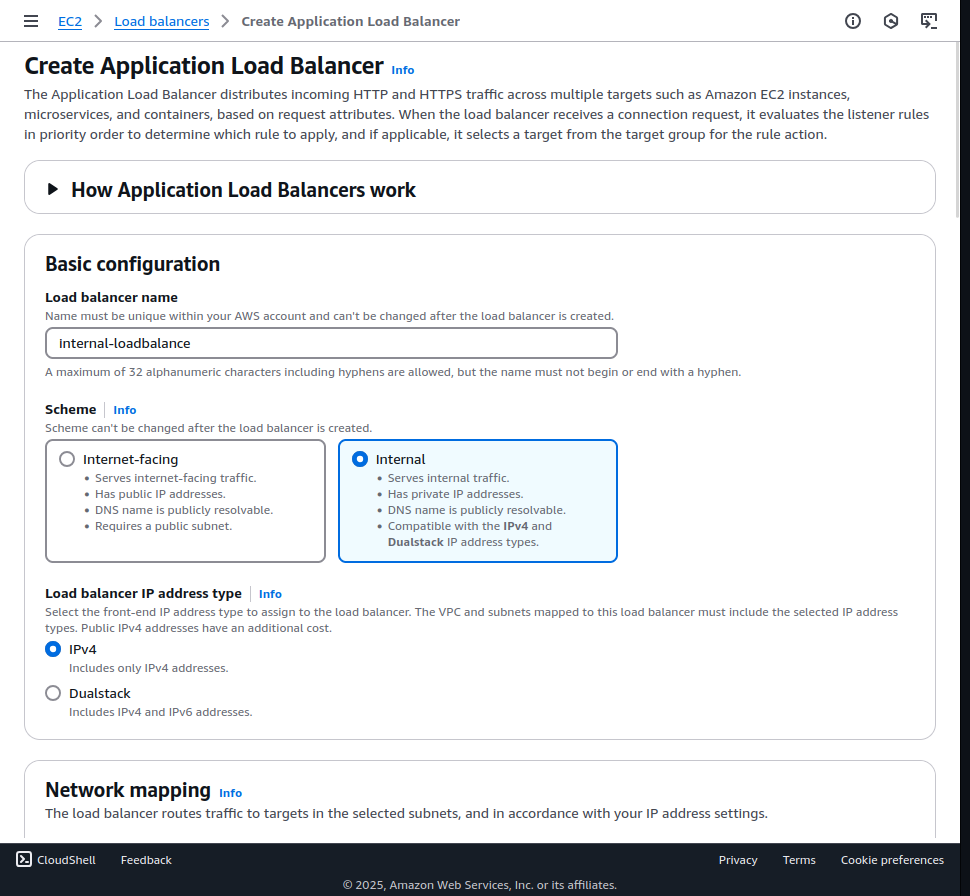 EC2 > Load balancers > Create Application Load Balancer
Create Application Load Balancer Info
The Application Load Balancer distributes incoming HTTP and HTTPS traffic across multiple targets such as Amazon EC2 instances,
microservices, and containers, based on request attributes. When the load balancer receives a connection request, it evaluates the listener rules
in priority order to determine which rule to apply, and if applicable, it selects a target from the target group for the rule action.
How Application Load Balancers work
Basic configuration
Load balancer name
Name must be unique within your AWS account and can't be changed after the load balancer is created.
internal-loadbalance
A maximum of 32 alphanumeric characters including hyphens are allowed, but the name must not begin or end with a hyphen.
Scheme Info
Scheme can't be changed after the load balancer is created.
Internet-facing
• Serves internet-facing traffic.
• Has public IP addresses.
• DNS name is publicly resolvable.
• Requires a public subnet.
Internal
• Serves internal traffic.
• Has private IP addresses.
• DNS name is publicly resolvable.
• Compatible with the IPv4 and
Dualstack IP address types.
Load balancer IP address type Info
Select the front-end IP address type to assign to the load balancer. The VPC and subnets mapped to this load balancer must include the selected IP address
types. Public IPv4 addresses have an additional cost.
IPv4
Includes only IPv4 addresses.
Dualstack
Includes IPv4 and IPv6 addresses.
Network mapping Info
The load balancer routes traffic to targets in the selected subnets, and in accordance with your IP address settings.
CloudShell Feedback Privacy Terms Cookie preferences
© 2025, Amazon Web Services, Inc. or its affiliates.